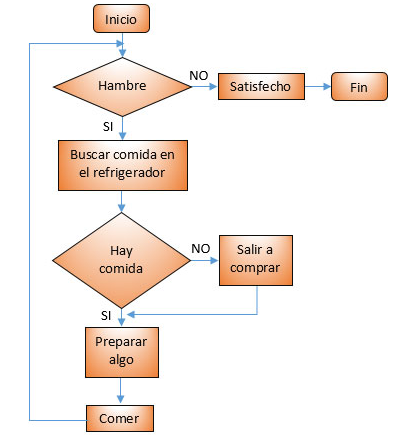 Inicio
Hambre
NO
Satisfecho
Fin
SI
Buscar comida en
el refrigerador
Hay
comida
NO
Salir a
comprar
SI
Preparar
algo
Comer